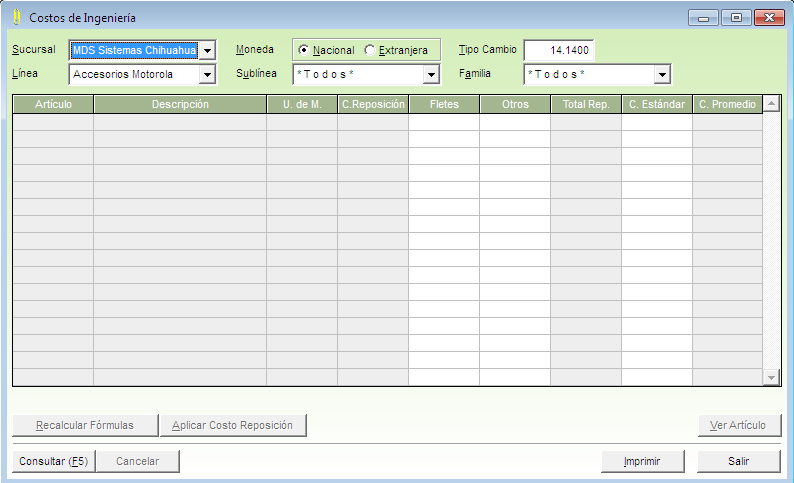 Costos de Ingeniería
Sucursal MDS Sistemas Chihuahua Moneda Nacional Extranjera Tipo Cambio 14.1400
Línea Accesorios Motorola Sublínea * T o d o s * Familia * T o d o s *
Artículo Descripción U. de M. C.Reposición Fletes Otros Total Rep. C. Estándar C. Promedio
Recalcular Fórmulas Aplicar Costo Reposición Ver Artículo
Consultar (F5) Cancelar Imprimir Salir